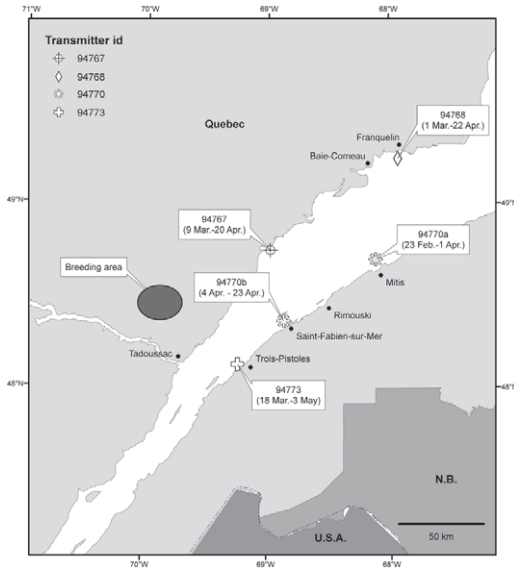 71°W 70°W 69°W 68°W
Transmitter id
94767
94768
94770
94773
Quebec
94768
(1 Mar.-22 Apr.)
Franquelin
Baie-Comeau
49°N 49°N
94767
(9 Mar.-20 Apr.)
94770a
(23 Feb.-1 Apr.)
Breeding area
94770b
(4 Apr. - 23 Apr.)
Mitis
Rimouski
Saint-Fabien-sur-Mer
Tadoussac
Trois-Pistoles
48°N 48°N
94773
(18 Mar.-3 May)
N.B.
U.S.A.
50 km
70°W 69°W 68°W